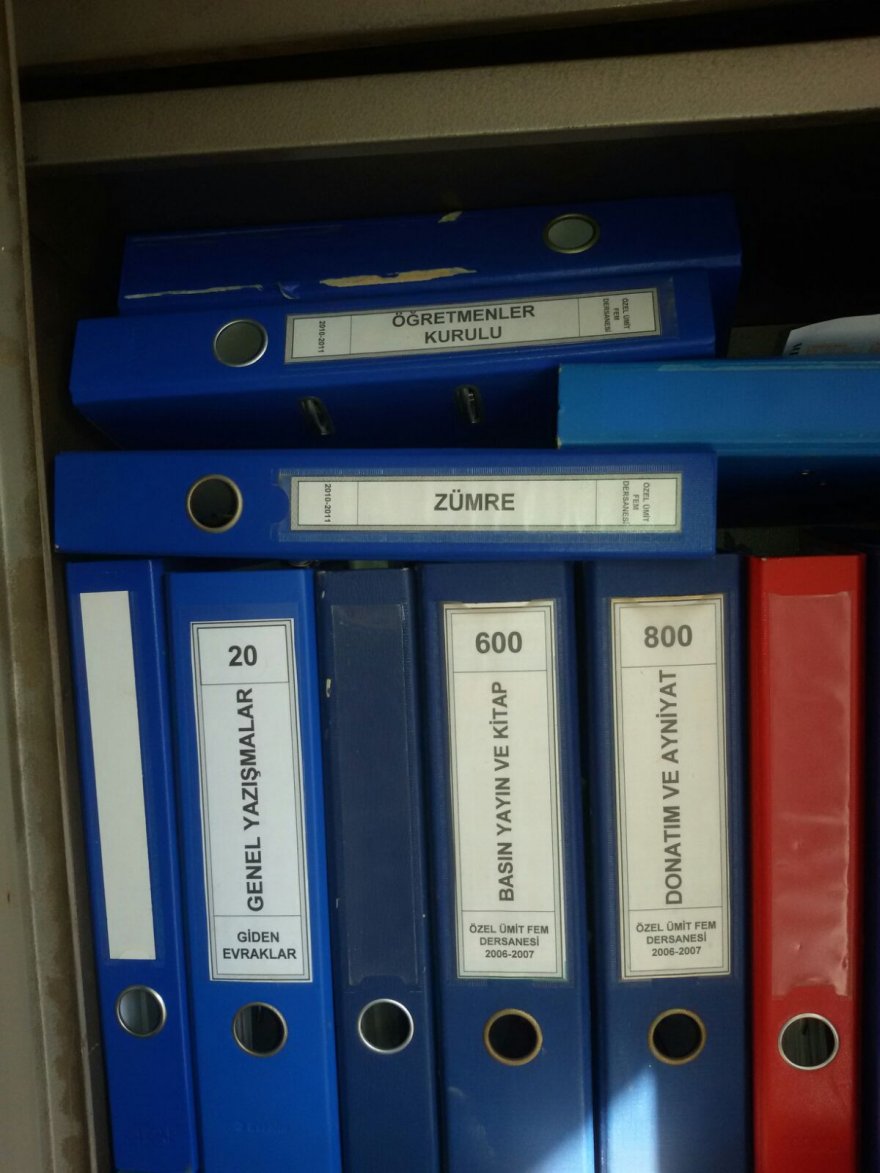 2010-2011
ÖĞRETMENLER
KURULU
ÖZEL ÜMİT
FEM
DERSANESİ
2010-2011
ZÜMRE
ÖZEL ÜMİT
FEM
DERSANESİ
20
GENEL YAZIŞMALAR
GİDEN
EVRAKLAR
600
BASIN YAYIN VE KİTAP
ÖZEL ÜMİT FEM
DERSANESİ
2006-2007
800
DONATIM VE AYNİYAT
ÖZEL ÜMİT FEM
DERSANESİ
2006-2007